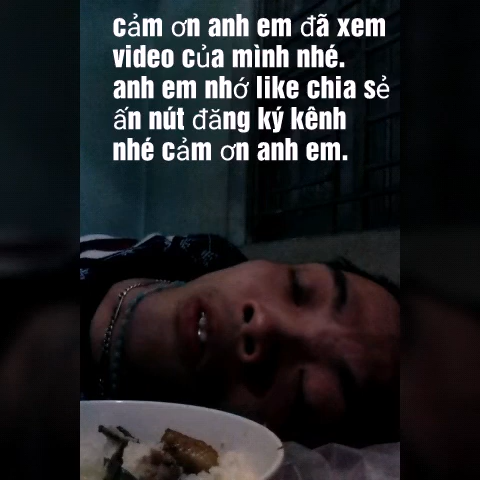 cảm ơn anh em đã xem
video của mình nhé.
anh em nhớ like chia sẻ
ấn nút đăng ký kênh
nhé cảm ơn anh em.